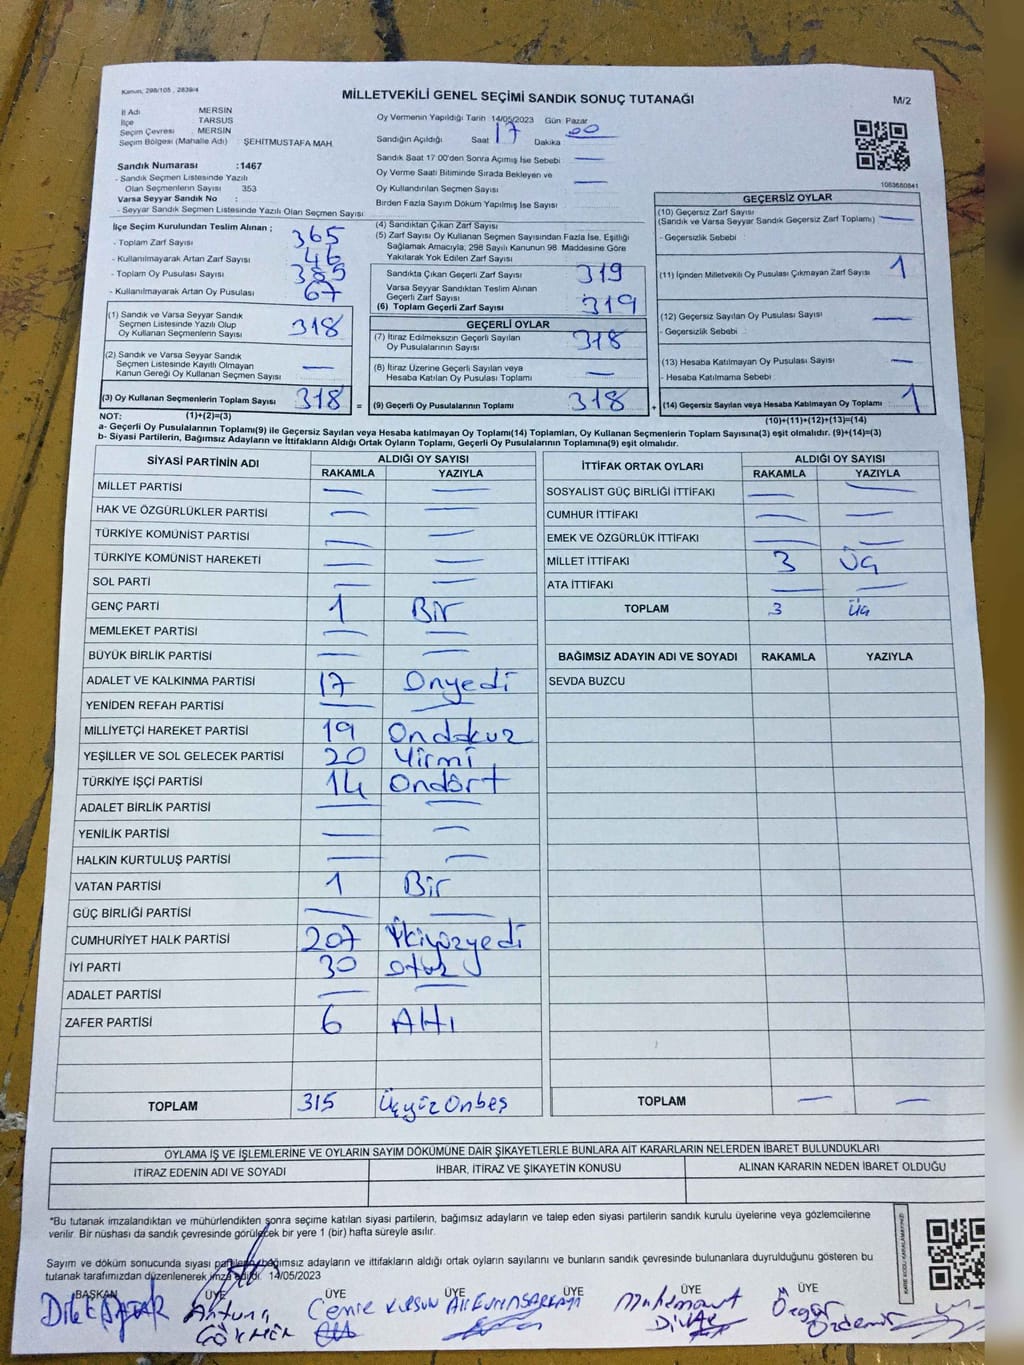 Kanun; 298/105 , 2839/4
MİLLETVEKİLİ GENEL SEÇİMİ SANDIK SONUÇ TUTANAĞI
M/2
İl Adı MERSİN
İlçe TARSUS
Seçim Çevresi MERSİN
Seçim Bölgesi (Mahalle Adı) ŞEHİTMUSTAFA MAH.
Sandık Numarası :1467
- Sandık Seçmen Listesinde Yazılı
Olan Seçmenlerin Sayısı 353
Varsa Seyyar Sandık No :
- Seyyar Sandık Seçmen Listesinde Yazılı Olan Seçmen Sayısı
Oy Vermenin Yapıldığı Tarih 14/05/2023 Gün: Pazar
Sandığın Açıldığı Saat 17 Dakika 00
Sandık Saat 17:00'den Sonra Açımış İse Sebebi —
Oy Verme Saati Bitiminde Sırada Bekleyen ve
Oy Kullandırılan Seçmen Sayısı —
Birden Fazla Sayım Döküm Yapılmış İse Sayısı
1083680841
İlçe Seçim Kurulundan Teslim Alınan ;
- Toplam Zarf Sayısı 365
- Kullanılmayarak Artan Zarf Sayısı 46
- Toplam Oy Pusulası Sayısı 385
- Kullanılmayarak Artan Oy Pusulası 67
(4) Sandıktan Çıkan Zarf Sayısı
(5) Zarf Sayısı Oy Kullanan Seçmen Sayısından Fazla İse, Eşitliği
Sağlamak Amacıyla; 298 Sayılı Kanunun 98. Maddesine Göre
Yakılarak Yok Edilen Zarf Sayısı
Sandıkta Çıkan Geçerli Zarf Sayısı 319
Varsa Seyyar Sandıktan Teslim Alınan
Geçerli Zarf Sayısı
(6) Toplam Geçerli Zarf Sayısı 319
GEÇERSİZ OYLAR
(10) Geçersiz Zarf Sayısı
(Sandık ve Varsa Seyyar Sandık Geçersiz Zarf Toplamı) —
- Geçersizlik Sebebi :
(11) İçinden Milletvekili Oy Pusulası Çıkmayan Zarf Sayısı 1
(12) Geçersiz Sayılan Oy Pusulası Sayısı —
- Geçersizlik Sebebi :
(13) Hesaba Katılmayan Oy Pusulası Sayısı —
- Hesaba Katılmama Sebebi :
(14) Geçersiz Sayılan veya Hesaba Katılmayan Oy Toplamı : 1
(10)+(11)+(12)+(13)=(14)
(1) Sandık ve Varsa Seyyar Sandık
Seçmen Listesinde Yazılı Olup
Oy Kullanan Seçmenlerin Sayısı 318
(2) Sandık ve Varsa Seyyar Sandık
Seçmen Listesinde Kayıtlı Olmayan
Kanun Gereği Oy Kullanan Seçmen Sayısı —
(3) Oy Kullanan Seçmenlerin Toplam Sayısı 318 =
GEÇERLİ OYLAR
(7) İtiraz Edilmeksizin Geçerli Sayılan
Oy Pusulalarının Sayısı 318
(8) İtiraz Üzerine Geçerli Sayılan veya
Hesaba Katılan Oy Pusulası Toplamı —
(9) Geçerli Oy Pusulalarının Toplamı 318 +
NOT: (1)+(2)=(3)
a- Geçerli Oy Pusulalarının Toplamı(9) ile Geçersiz Sayılan veya Hesaba katılmayan Oy Toplamı(14) Toplamları, Oy Kullanan Seçmenlerin Toplam Sayısına(3) eşit olmalıdır. (9)+(14)=(3)
b- Siyasi Partilerin, Bağımsız Adayların ve İttifakların Aldığı Ortak Oyların Toplamı, Geçerli Oy Pusulalarının Toplamına(9) eşit olmalıdır.
SİYASİ PARTİNİN ADI ALDIĞI OY SAYISI
RAKAMLA YAZIYLA
MİLLET PARTİSİ — —
HAK VE ÖZGÜRLÜKLER PARTİSİ — —
TÜRKİYE KOMÜNİST PARTİSİ — —
TÜRKİYE KOMÜNİST HAREKETİ — —
SOL PARTİ — —
GENÇ PARTİ 1 Bir
MEMLEKET PARTİSİ — —
BÜYÜK BİRLİK PARTİSİ — —
ADALET VE KALKINMA PARTİSİ 17 Onyedi
YENİDEN REFAH PARTİSİ — —
MİLLİYETÇİ HAREKET PARTİSİ 19 Ondokuz
YEŞİLLER VE SOL GELECEK PARTİSİ 20 Yirmi
TÜRKİYE İŞÇİ PARTİSİ 14 Ondört
ADALET BİRLİK PARTİSİ — —
YENİLİK PARTİSİ — —
HALKIN KURTULUŞ PARTİSİ — —
VATAN PARTİSİ 1 Bir
GÜÇ BİRLİĞİ PARTİSİ — —
CUMHURİYET HALK PARTİSİ 207 İkiyüzyedi
İYİ PARTİ 30 otuz
ADALET PARTİSİ — —
ZAFER PARTİSİ 6 Altı
TOPLAM 315 Üçyüz Onbeş
İTTİFAK ORTAK OYLARI ALDIĞI OY SAYISI
RAKAMLA YAZIYLA
SOSYALİST GÜÇ BİRLİĞİ İTTİFAKI — —
CUMHUR İTTİFAKI — —
EMEK VE ÖZGÜRLÜK İTTİFAKI — —
MİLLET İTTİFAKI 3 Üç
ATA İTTİFAKI — —
TOPLAM 3 Üç
BAĞIMSIZ ADAYIN ADI VE SOYADI RAKAMLA YAZIYLA
SEVDA BUZCU
TOPLAM — —
OYLAMA İŞ VE İŞLEMLERİNE VE OYLARIN SAYIM DÖKÜMÜNE DAİR ŞİKAYETLERLE BUNLARA AİT KARARLARIN NELERDEN İBARET BULUNDUKLARI
İTİRAZ EDENİN ADI VE SOYADI İHBAR, İTİRAZ VE ŞİKAYETİN KONUSU ALINAN KARARIN NEDEN İBARET OLDUĞU
"Bu tutanak imzalandıktan ve mühürlendikten sonra seçime katılan siyasi partilerin, bağımsız adayların ve talep eden siyasi partilerin sandık kurulu üyelerine veya gözlemcilerine
verilir. Bir nüshası da sandık çevresinde görülecek bir yere 1 (bir) hafta süreyle asılır.
Sayım ve döküm sonucunda siyasi partilerin, bağımsız adayların ve ittifakların aldığı ortak oyların sayılarını ve bunların sandık çevresinde bulunanlara duyrulduğunu gösteren bu
tutanak tarafımızdan düzenlenerek imza edildi. 14/05/2023
BAŞKAN ÜYE ÜYE ÜYE ÜYE ÜYE
Dilek Cemre KURSUN Muhammet Özgür
GÖKMEN Özdemir